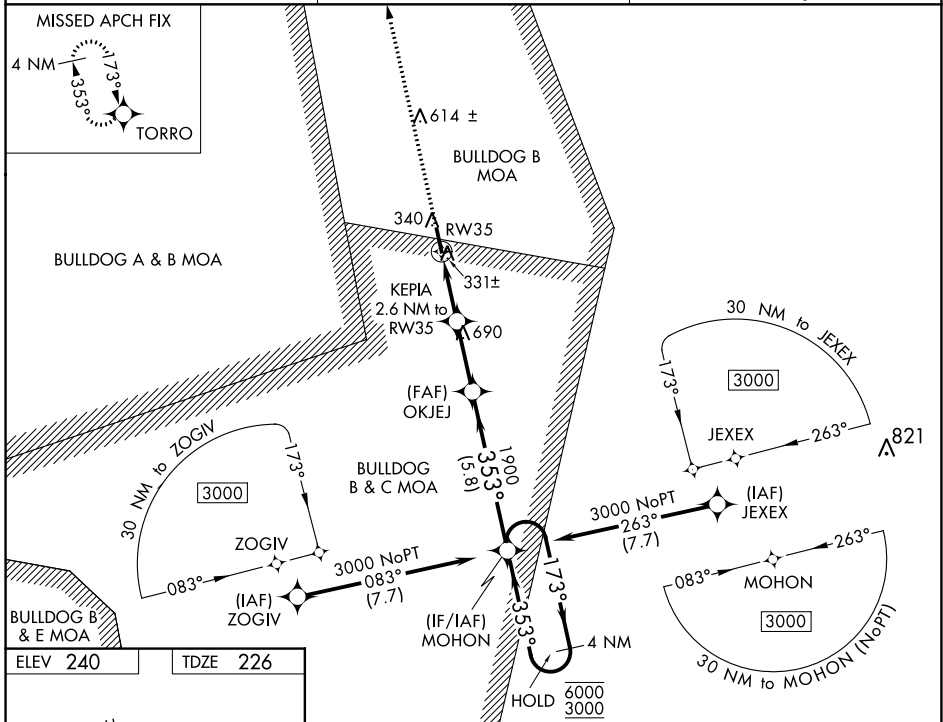 MISSED APCH FIX
4 NM
173°
353°
TORRO
614 ±
BULLDOG B
MOA
340
RW35
BULLDOG A & B MOA
331±
KEPIA
2.6 NM to
RW35
690
30 NM to JEXEX
173°
3000
JEXEX
263°
821
(FAF)
OKJEJ
1900
353°
(5.8)
30 NM to ZOGIV
173°
3000
BULLDOG
B & C MOA
ZOGIV
083°
3000 NoPT
263°
(7.7)
(IAF)
JEXEX
3000 NoPT
083°
(7.7)
(IAF)
ZOGIV
083°
263°
MOHON
3000
30 NM to MOHON (NoPT)
(IF/IAF)
MOHON
173°
353°
4 NM
HOLD
6000
3000
BULLDOG B
& E MOA
ELEV 240
TDZE 226